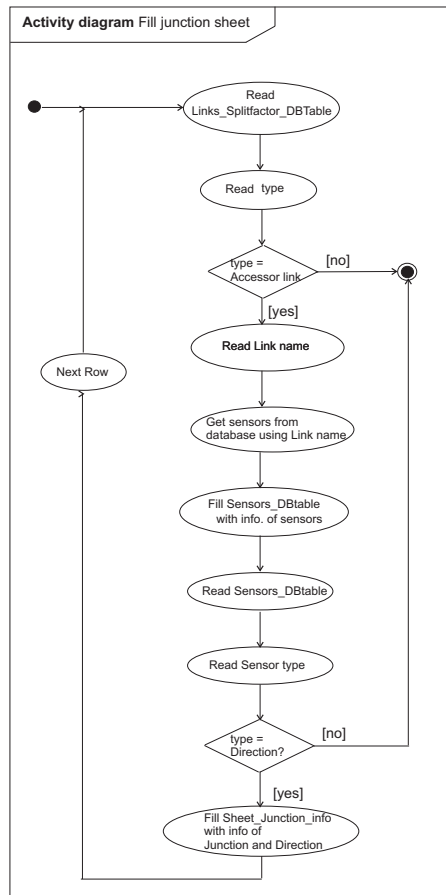 Activity diagram Fill junction sheet
Read
Links_Splitfactor_DBTable
Read type
type =
Accessor link
[no]
[yes]
Read Link name
Next Row
Get sensors from
database using Link name
Fill Sensors_DBtable
with info. of sensors
Read Sensors_DBtable
Read Sensor type
type =
Direction?
[no]
[yes]
Fill Sheet_Junction_info
with info of
Junction and Direction